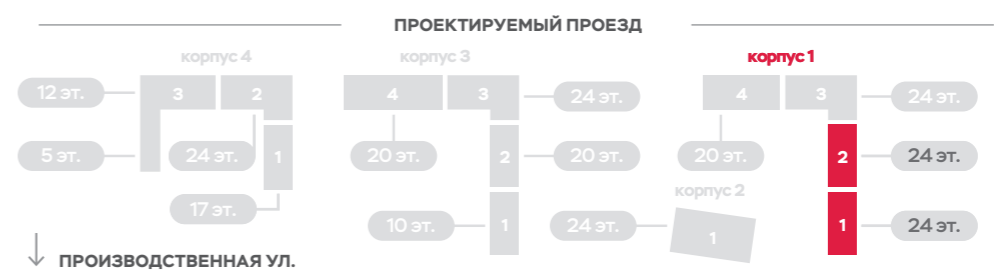 ПРОЕКТИРУЕМЫЙ ПРОЕЗД
корпус 4
корпус 3
корпус 1
12 эт.
3
2
4
3
24 эт.
4
3
24 эт.
5 эт.
24 эт.
1
20 эт.
2
20 эт.
20 эт.
2
24 эт.
корпус 2
17 эт.
10 эт.
1
24 эт.
1
1
24 эт.
ПРОИЗВОДСТВЕННАЯ УЛ.